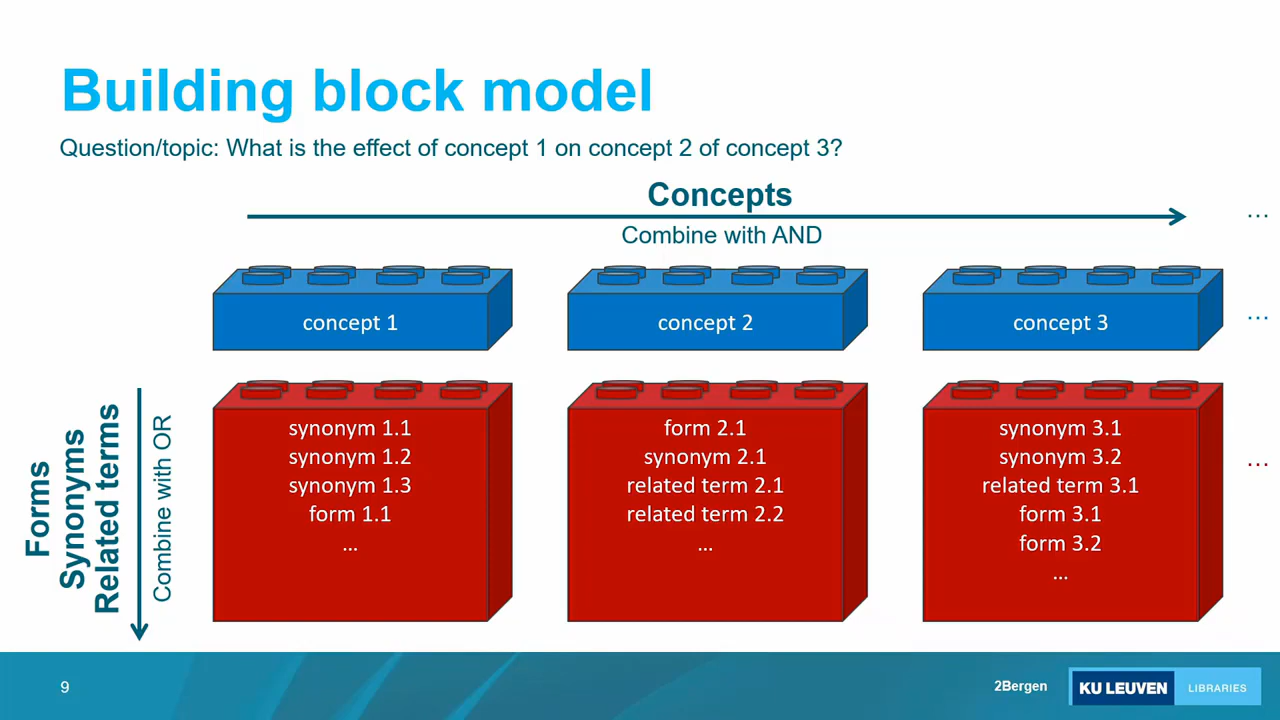 Building block model
Question/topic: What is the effect of concept 1 on concept 2 of concept 3?
Concepts
...
Combine with AND
concept 1
concept 2
concept 3
...
Forms
Synonyms
Related terms
Combine with OR
synonym 1.1
synonym 1.2
synonym 1.3
form 1.1
...
form 2.1
synonym 2.1
related term 2.1
related term 2.2
...
synonym 3.1
synonym 3.2
related term 3.1
form 3.1
form 3.2
...
...
9
2Bergen
KU LEUVEN
LIBRARIES